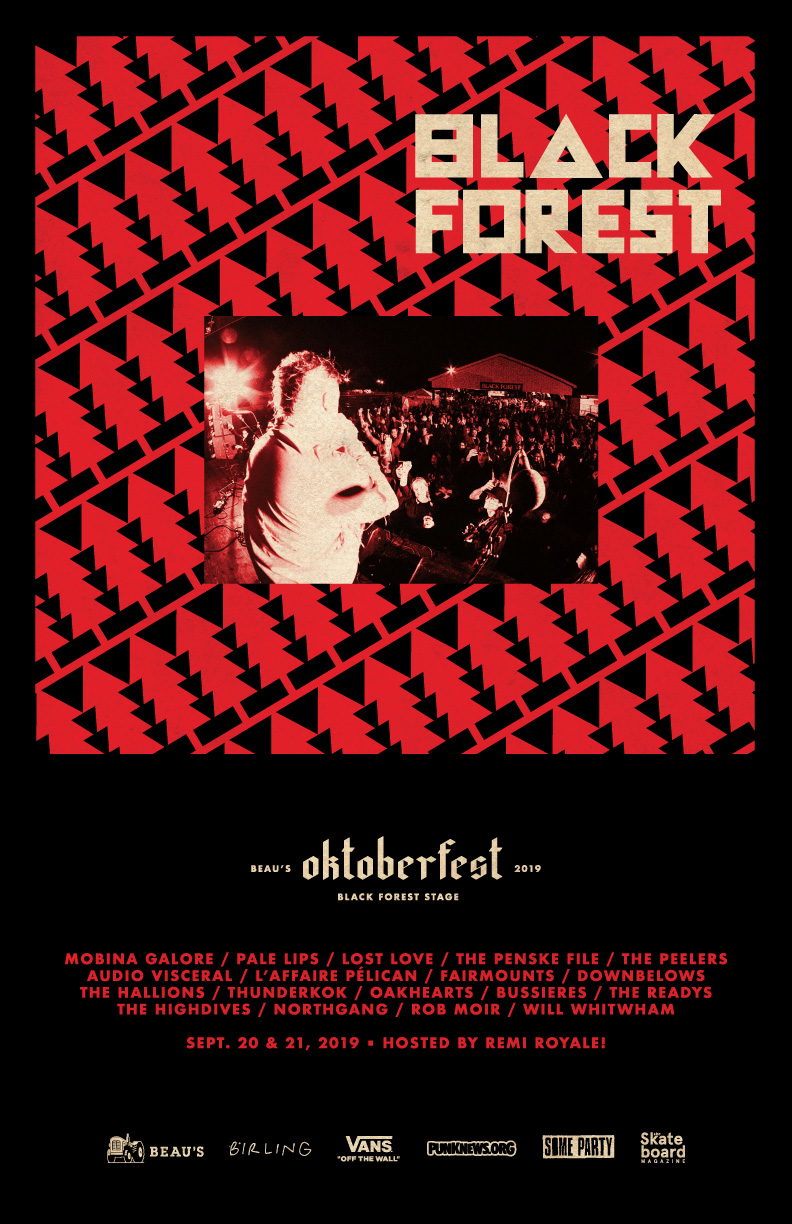 BLACK
FOREST
BLACK FOREST
BEAU'S oktoberfest 2019
BLACK FOREST STAGE
MOBINA GALORE / PALE LIPS / LOST LOVE / THE PENSKE FILE / THE PEELERS
AUDIO VISCERAL / L'AFFAIRE PÉLICAN / FAIRMOUNTS / DOWNBELOWS
THE HALLIONS / THUNDERKOK / OAKHEARTS / BUSSIERES / THE READYS
THE HIGHDIVES / NORTHGANG / ROB MOIR / WILL WHITWHAM
SEPT. 20 & 21, 2019 ▪ HOSTED BY REMI ROYALE!
BEAU'S BIRLING VANS "OFF THE WALL" PUNKNEWS.ORG SOME PARTY Skate board MAGAZINE